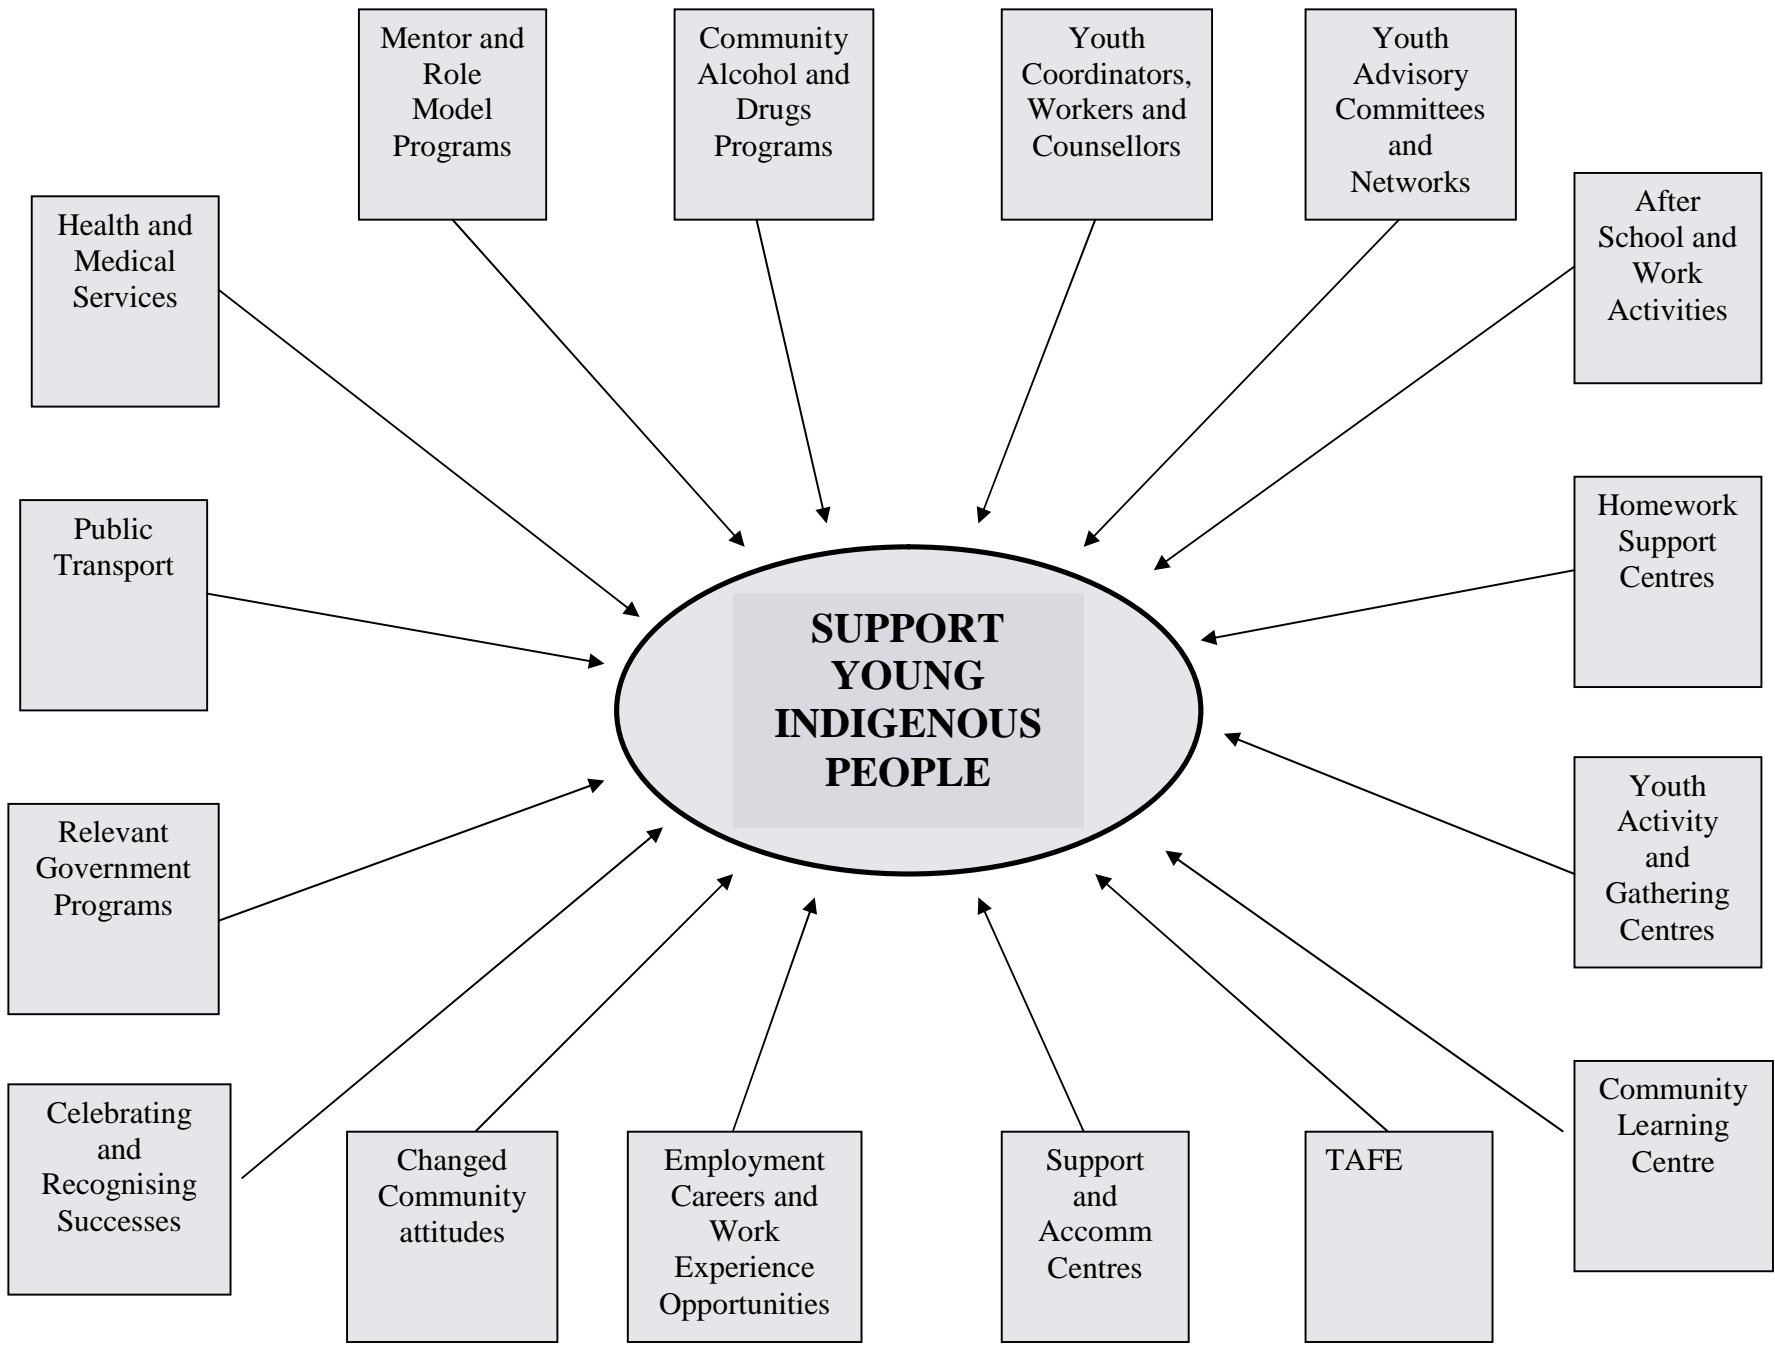 Mentor and
Role
Model
Programs
Community
Alcohol and
Drugs
Programs
Youth
Coordinators,
Workers and
Counsellors
Youth
Advisory
Committees
and
Networks
After
School and
Work
Activities
Health and
Medical
Services
Homework
Support
Centres
Public
Transport
SUPPORT
YOUNG
INDIGENOUS
PEOPLE
Youth
Activity
and
Gathering
Centres
Relevant
Government
Programs
Community
Learning
Centre
Celebrating
and
Recognising
Successes
Changed
Community
attitudes
Employment
Careers and
Work
Experience
Opportunities
Support
and
Accomm
Centres
TAFE